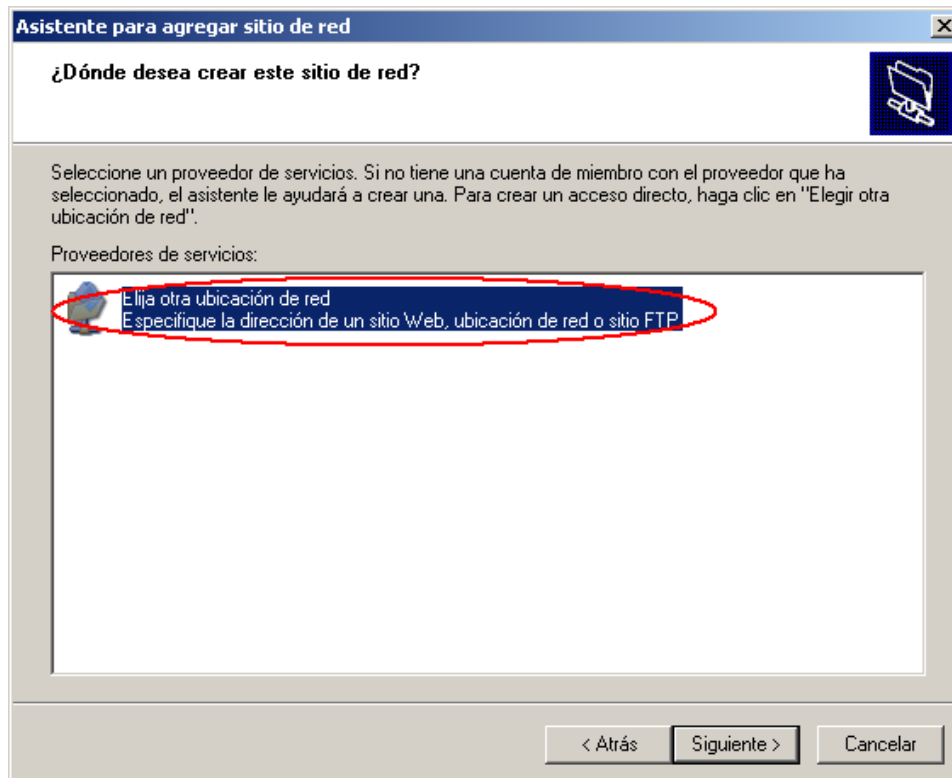 Asistente para agregar sitio de red
¿Dónde desea crear este sitio de red?
Seleccione un proveedor de servicios. Si no tiene una cuenta de miembro con el proveedor que ha
seleccionado, el asistente le ayudará a crear una. Para crear un acceso directo, haga clic en "Elegir otra
ubicación de red".
Proveedores de servicios:
Elija otra ubicación de red
Especifique la dirección de un sitio Web, ubicación de red o sitio FTP.
< Atrás
Siguiente >
Cancelar